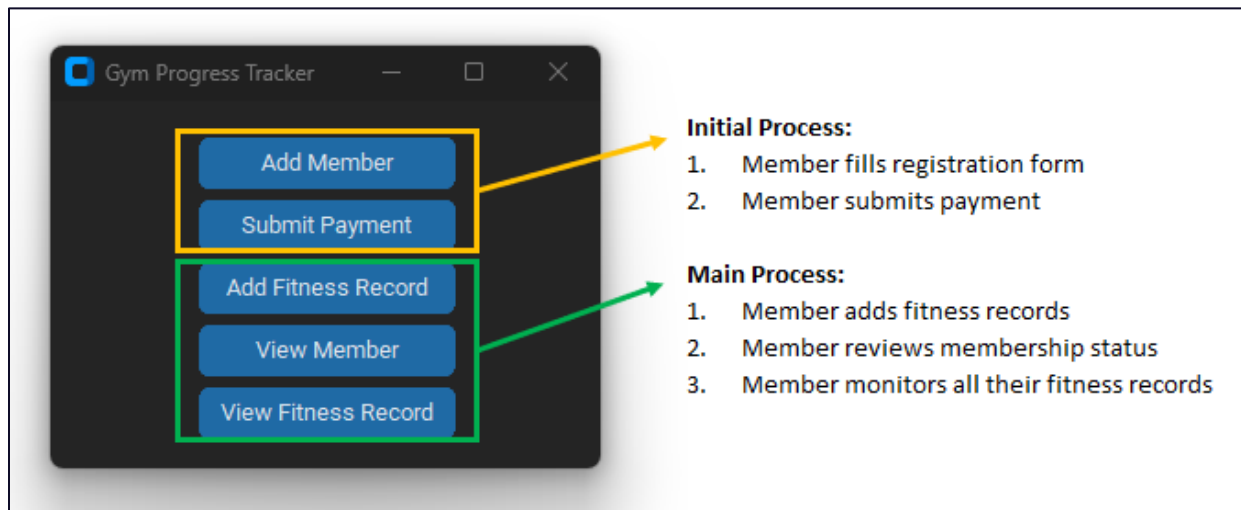 Gym Progress Tracker
Add Member
Submit Payment
Add Fitness Record
View Member
View Fitness Record
Initial Process:
1. Member fills registration form
2. Member submits payment
Main Process:
1. Member adds fitness records
2. Member reviews membership status
3. Member monitors all their fitness records